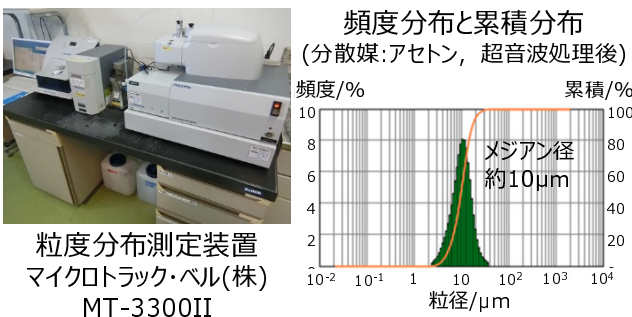 粒度分布測定装置
マイクロトラック・ベル(株)
MT-3300II
頻度分布と累積分布
(分散媒:アセトン, 超音波処理後)
頻度/%
累積/%
10
100
8
80
メジアン径
約10μm
6
60
4
40
2
20
0
10⁻²
10⁻¹
1
10
10²
10³
10⁴
粒径/μm